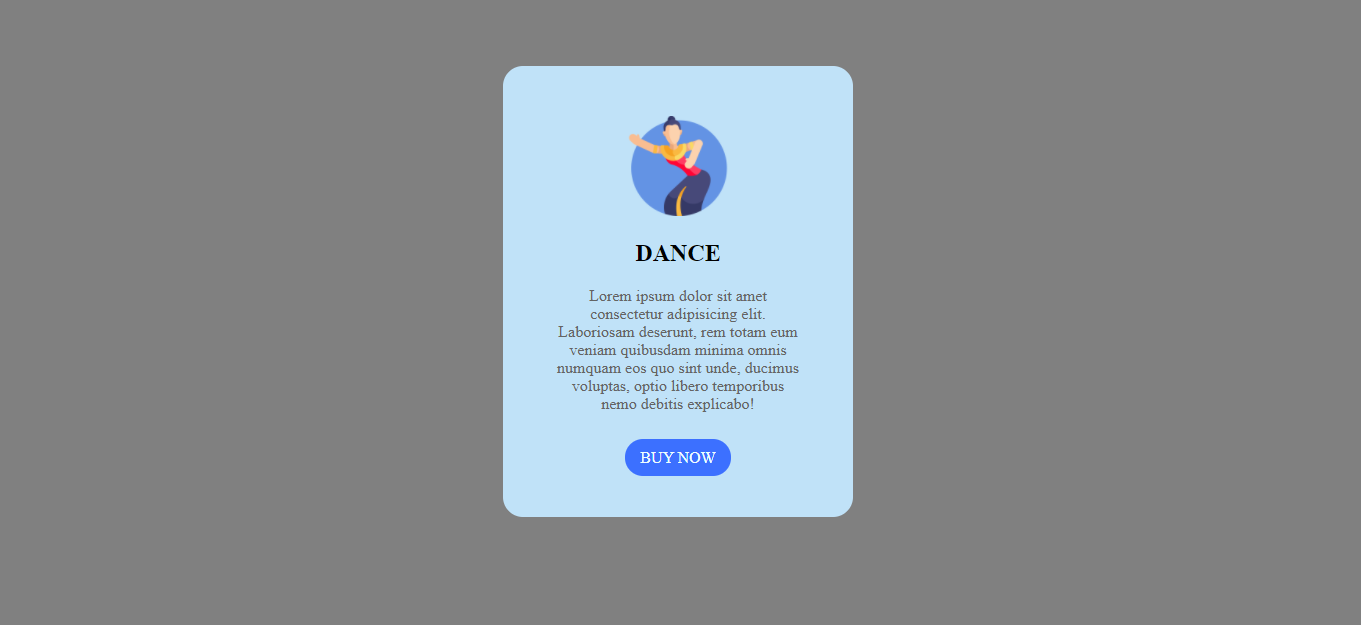 DANCE
Lorem ipsum dolor sit amet
consectetur adipisicing elit.
Laboriosam deserunt, rem totam eum
veniam quibusdam minima omnis
numquam eos quo sint unde, ducimus
voluptas, optio libero temporibus
nemo debitis explicabo!
BUY NOW